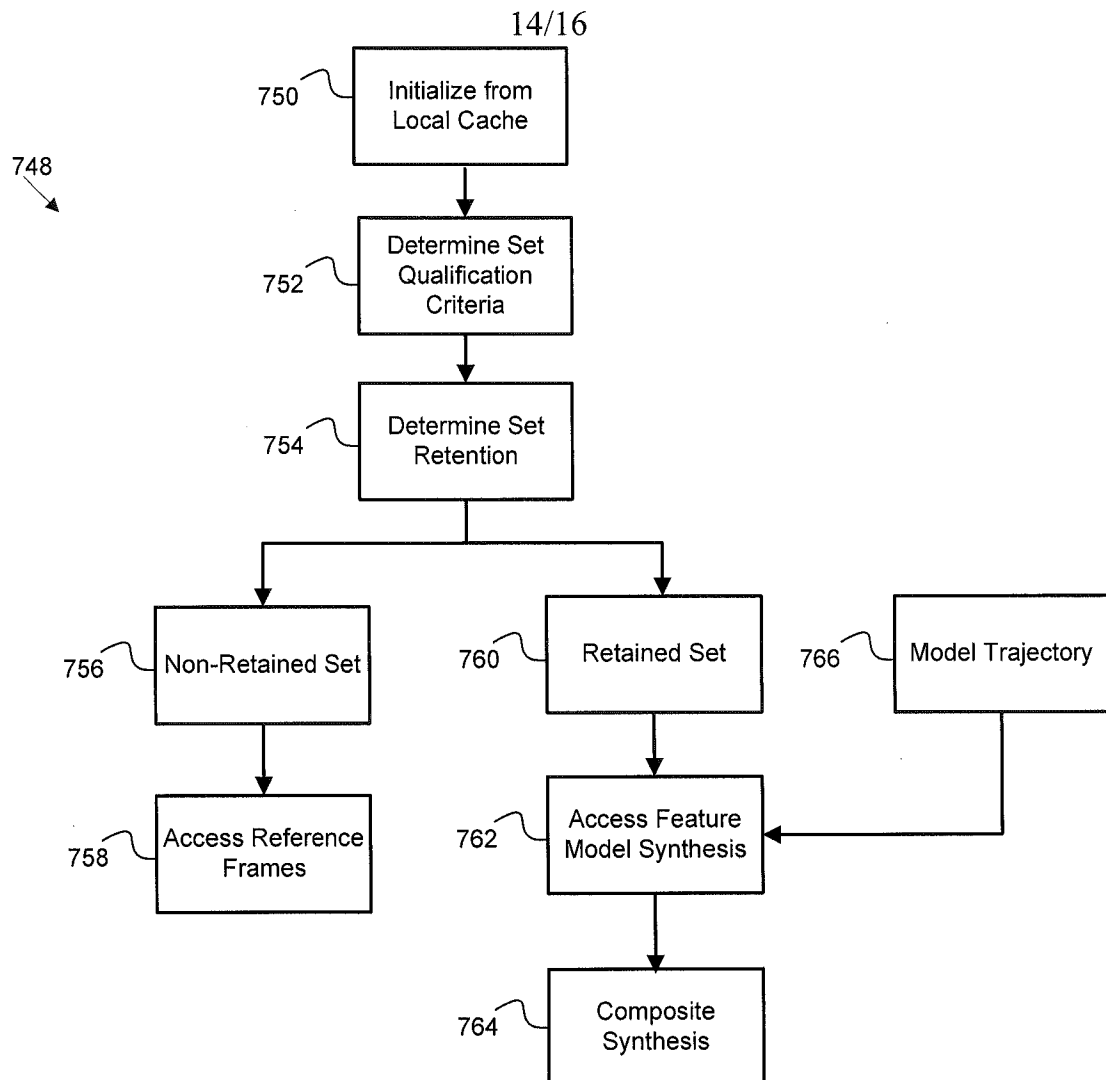 14/16
750
Initialize from
Local Cache
748
752
Determine Set
Qualification
Criteria
754
Determine Set
Retention
756
Non-Retained Set
760
Retained Set
766
Model Trajectory
758
Access Reference
Frames
762
Access Feature
Model Synthesis
764
Composite
Synthesis